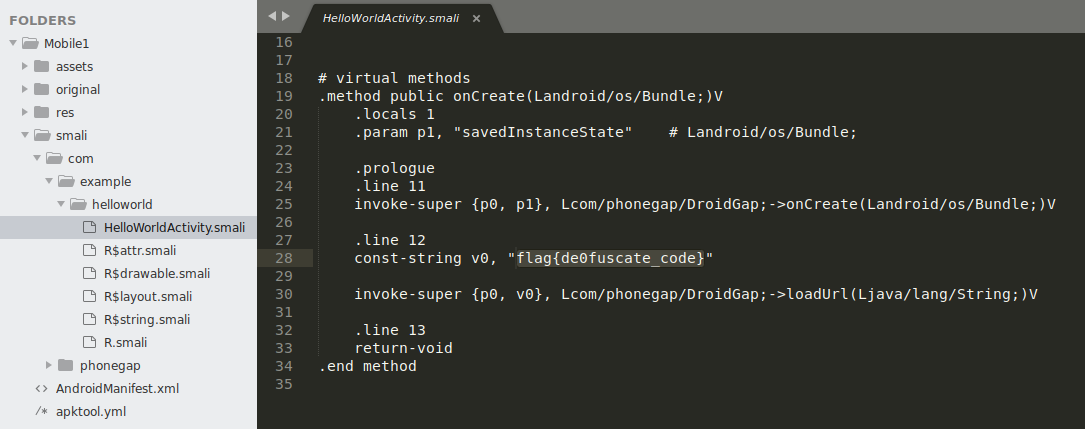 FOLDERS
Mobile1
assets
original
res
smali
com
example
helloworld
HelloWorldActivity.smali
R$attr.smali
R$drawable.smali
R$layout.smali
R$string.smali
R.smali
phonegap
<> AndroidManifest.xml
/* apktool.yml
HelloWorldActivity.smali ×
16
17
18 # virtual methods
19 .method public onCreate(Landroid/os/Bundle;)V
20     .locals 1
21     .param p1, "savedInstanceState"    # Landroid/os/Bundle;
22
23     .prologue
24     .line 11
25     invoke-super {p0, p1}, Lcom/phonegap/DroidGap;->onCreate(Landroid/os/Bundle;)V
26
27     .line 12
28     const-string v0, "flag{de0fuscate_code}"
29
30     invoke-super {p0, v0}, Lcom/phonegap/DroidGap;->loadUrl(Ljava/lang/String;)V
31
32     .line 13
33     return-void
34 .end method
35